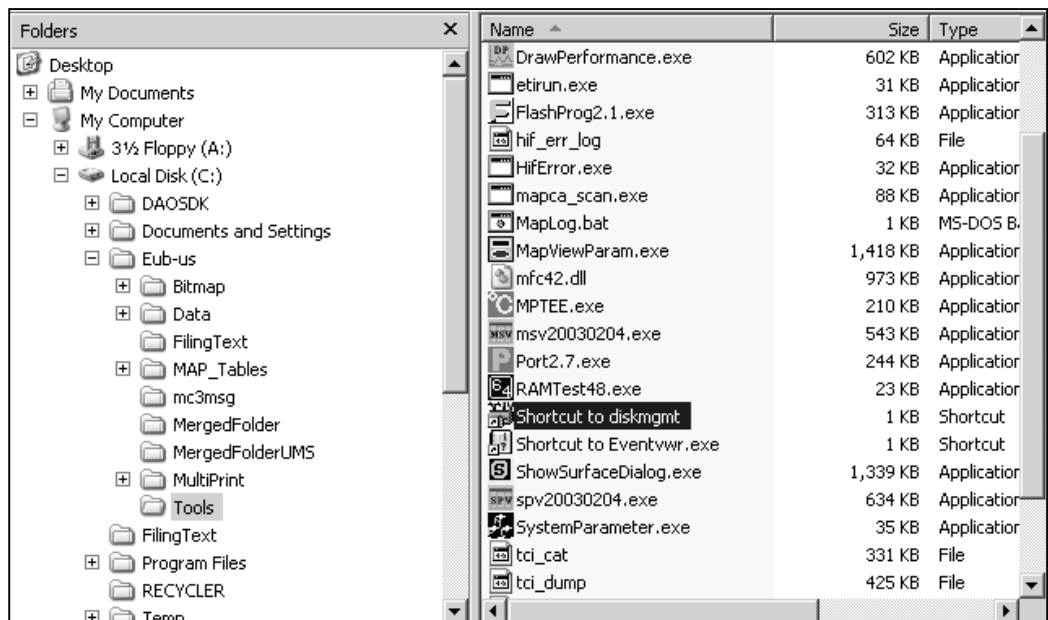 Folders
Desktop
My Documents
My Computer
3½ Floppy (A:)
Local Disk (C:)
DAOSDK
Documents and Settings
Eub-us
Bitmap
Data
FilingText
MAP_Tables
mc3msg
MergedFolder
MergedFolderUMS
MultiPrint
Tools
FilingText
Program Files
RECYCLER
Temp
Name Size Type
DrawPerformance.exe 602 KB Application
etirun.exe 31 KB Application
FlashProg2.1.exe 313 KB Application
hif_err_log 64 KB File
HifError.exe 32 KB Application
mapca_scan.exe 88 KB Application
MapLog.bat 1 KB MS-DOS B
MapViewParam.exe 1,418 KB Application
mfc42.dll 973 KB Application
°C MPTEE.exe 210 KB Application
MSV msv20030204.exe 543 KB Application
P Port2.7.exe 244 KB Application
64 RAMTest48.exe 23 KB Application
Shortcut to diskmgmt 1 KB Shortcut
Shortcut to Eventvwr.exe 1 KB Shortcut
S ShowSurfaceDialog.exe 1,339 KB Application
SPV spv20030204.exe 634 KB Application
SystemParameter.exe 35 KB Application
tci_cat 331 KB File
tci_dump 425 KB File